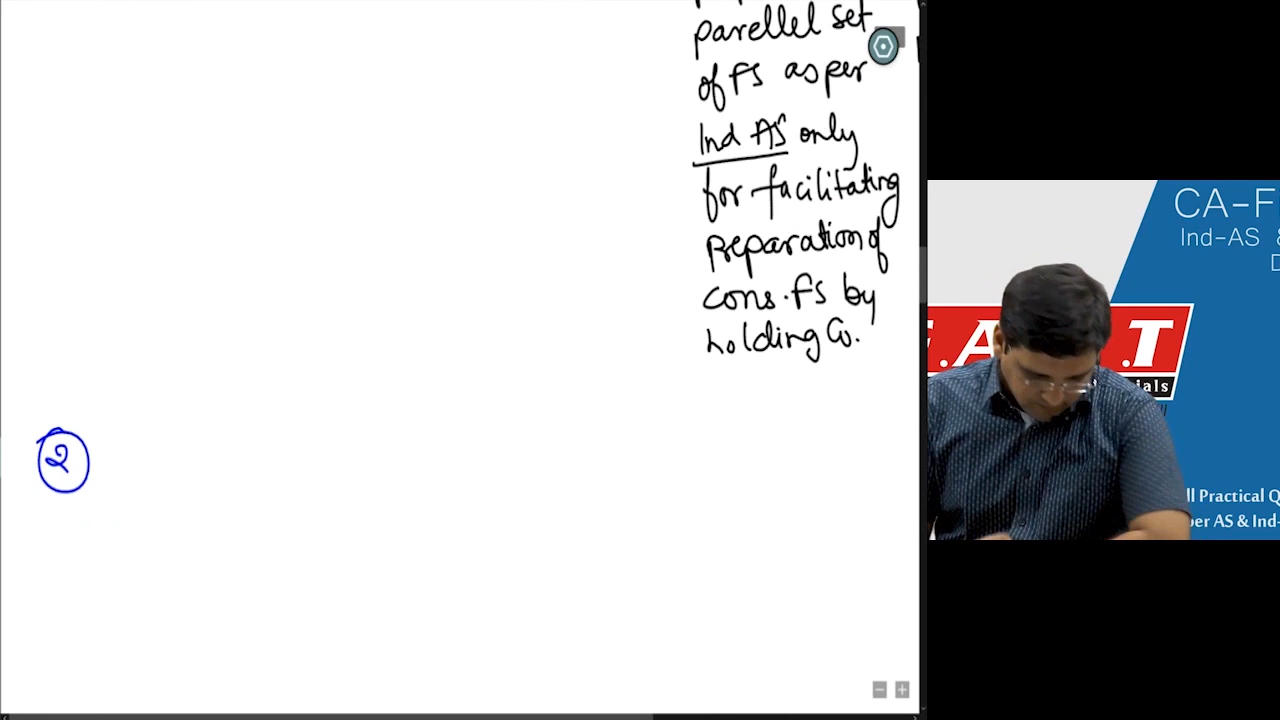 parellel set
of FS as per
Ind AS only
for facilitating
preparation of
cons. FS by
holding Co.
2
CA-F
Ind-AS &
D
.A .T
ials
ll Practical Q
per AS & Ind-